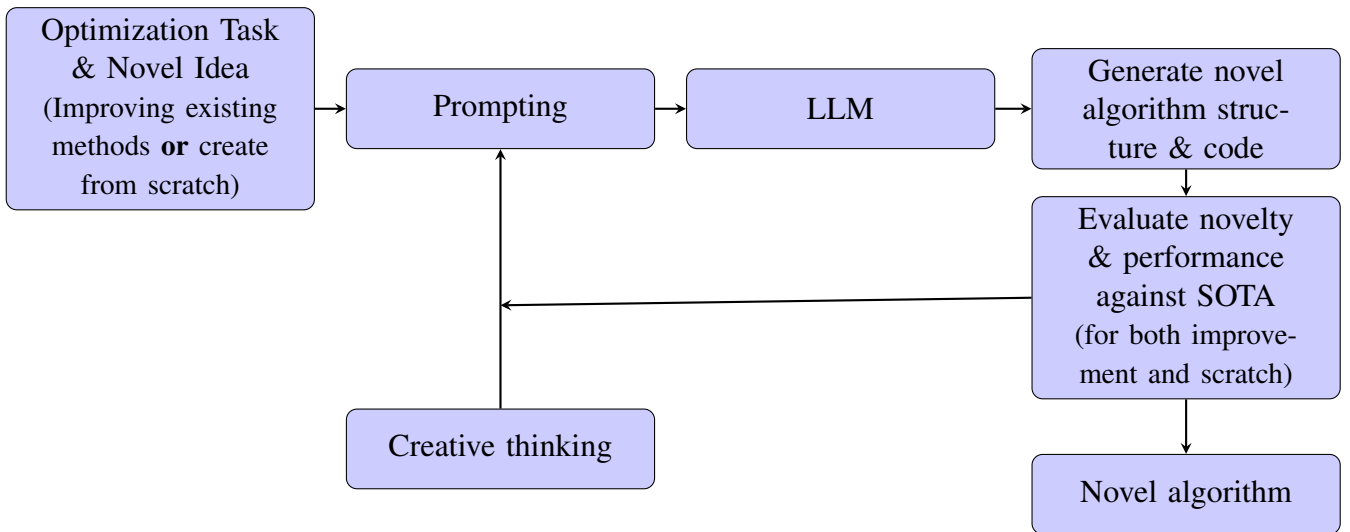 Optimization Task
& Novel Idea
(Improving existing
methods or create
from scratch)
Prompting
LLM
Generate novel
algorithm struc-
ture & code
Evaluate novelty
& performance
against SOTA
(for both improve-
ment and scratch)
Creative thinking
Novel algorithm